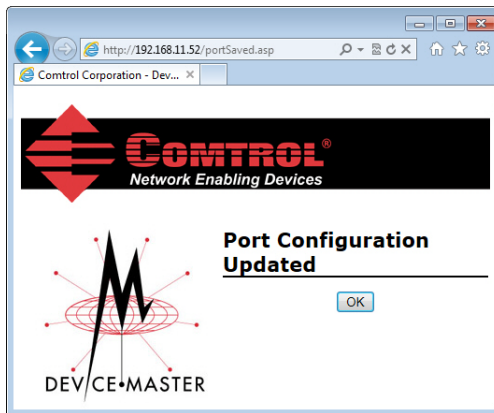 http://192.168.11.52/portSaved.asp
Comtrol Corporation - Dev...
COMTROL®
Network Enabling Devices
Port Configuration
Updated
OK
DEVICE•MASTER